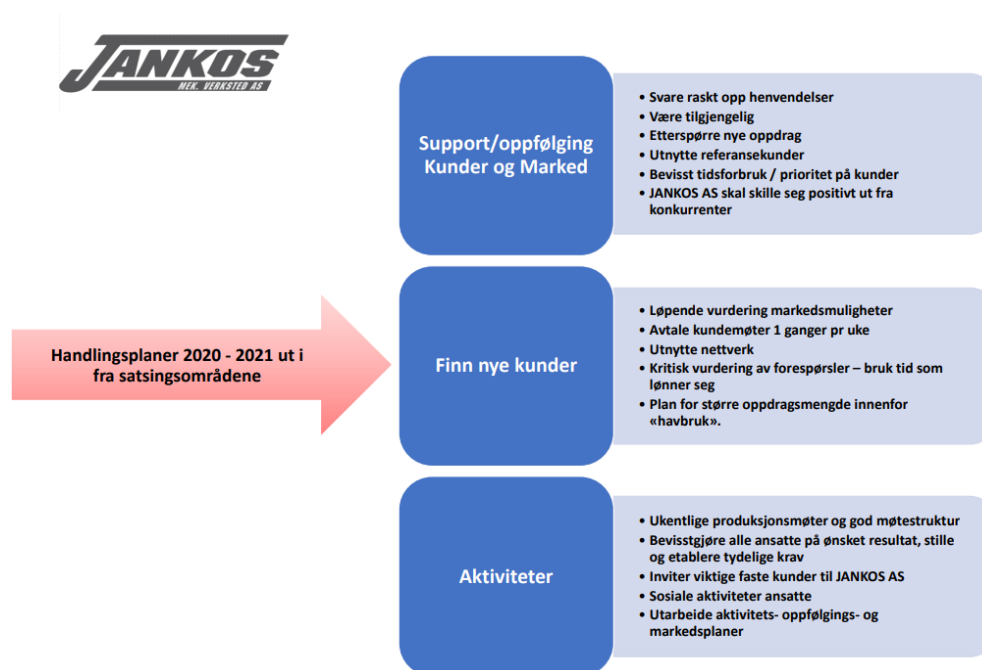 JANKOS
MEK. VERKSTED AS
Support/oppfølging
Kunder og Marked
• Svare raskt opp henvendelser
• Være tilgjengelig
• Etterspørre nye oppdrag
• Utnytte referansekunder
• Bevisst tidsforbruk / prioritet på kunder
• JANKOS AS skal skille seg positivt ut fra
konkurrenter
Handlingsplaner 2020 - 2021 ut i
fra satsingsområdene
Finn nye kunder
• Løpende vurdering markedsmuligheter
• Avtale kundemøter 1 ganger pr uke
• Utnytte nettverk
• Kritisk vurdering av forespørsler – bruk tid som
lønner seg
• Plan for større oppdragsmengde innenfor
«havbruk».
Aktiviteter
• Ukentlige produksjonsmøter og god møtestruktur
• Bevisstgjøre alle ansatte på ønsket resultat, stille
og etablere tydelige krav
• Inviter viktige faste kunder til JANKOS AS
• Sosiale aktiviteter ansatte
• Utarbeide aktivitets- oppfølgings- og
markedsplaner